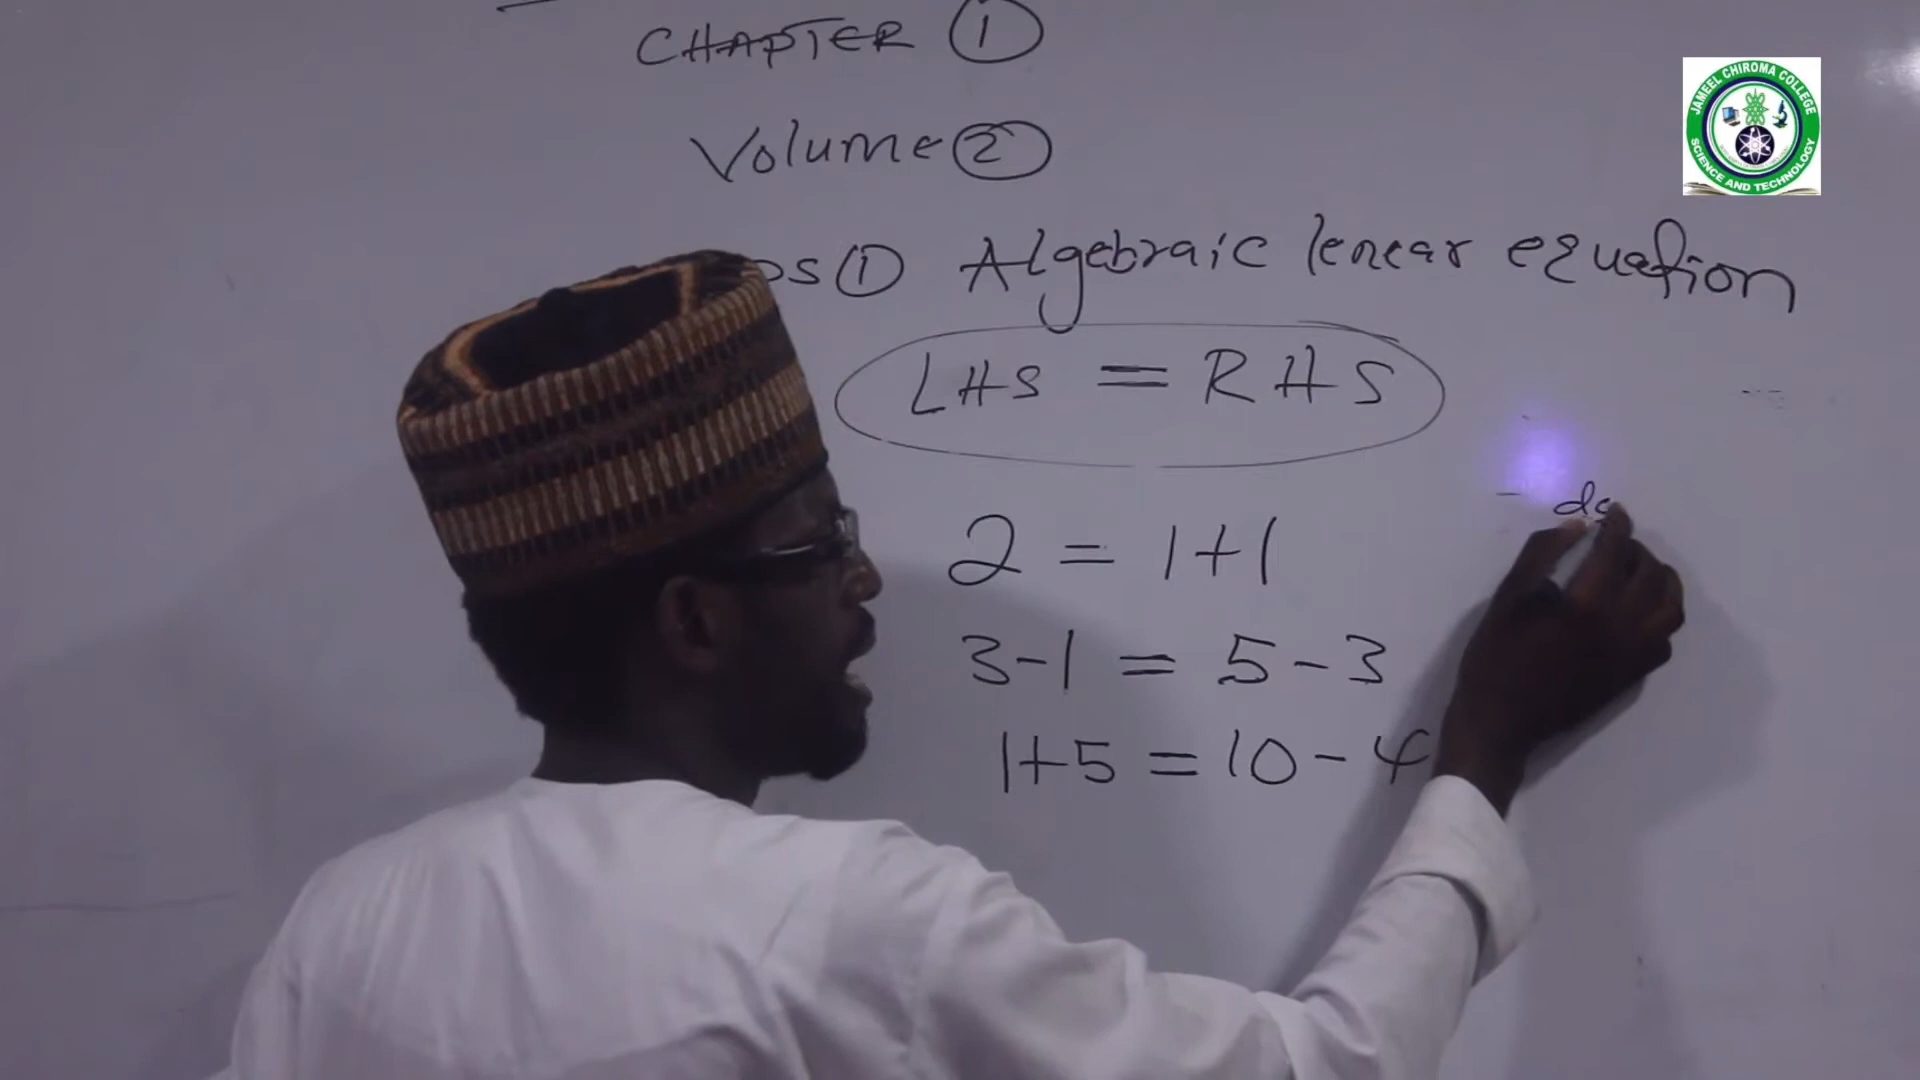 CHAPTER 1
Volume 2
os 1 Algebraic lenear equation
LHS = RHS
2 = 1+1
3-1 = 5-3
1+5 = 10-4
JAMEEL CHIROMA COLLEGE
SCIENCE AND TECHNOLOGY